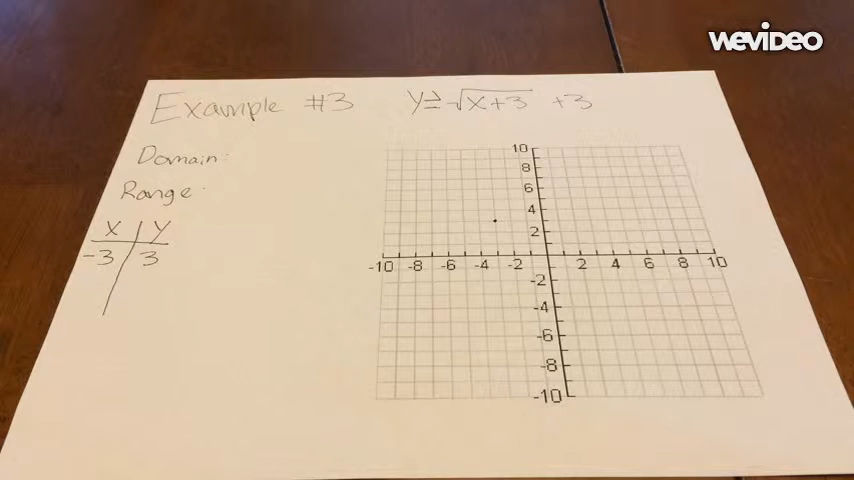 wevideo
Example #3 y ≥ √x+3 +3
Domain:
Range:
X Y
-3 3
10
8
6
4
2
-10 -8 -6 -4 -2 2 4 6 8 10
-2
-4
-6
-8
-10